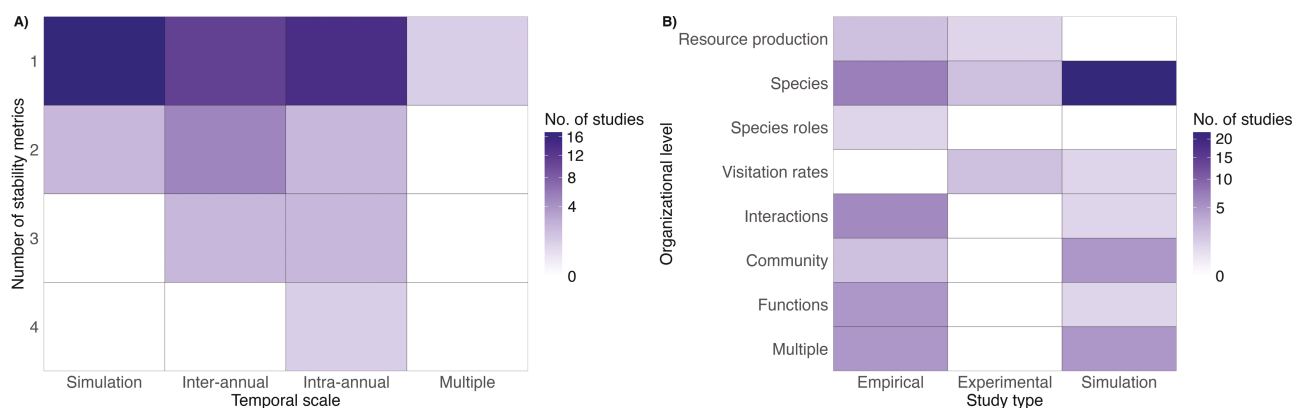 A)
Number of stability metrics
1
2
3
4
Simulation Inter-annual Intra-annual Multiple
Temporal scale
No. of studies
16
12
8
4
0
B)
Organizational level
Resource production
Species
Species roles
Visitation rates
Interactions
Community
Functions
Multiple
Empirical Experimental Simulation
Study type
No. of studies
20
15
10
5
0